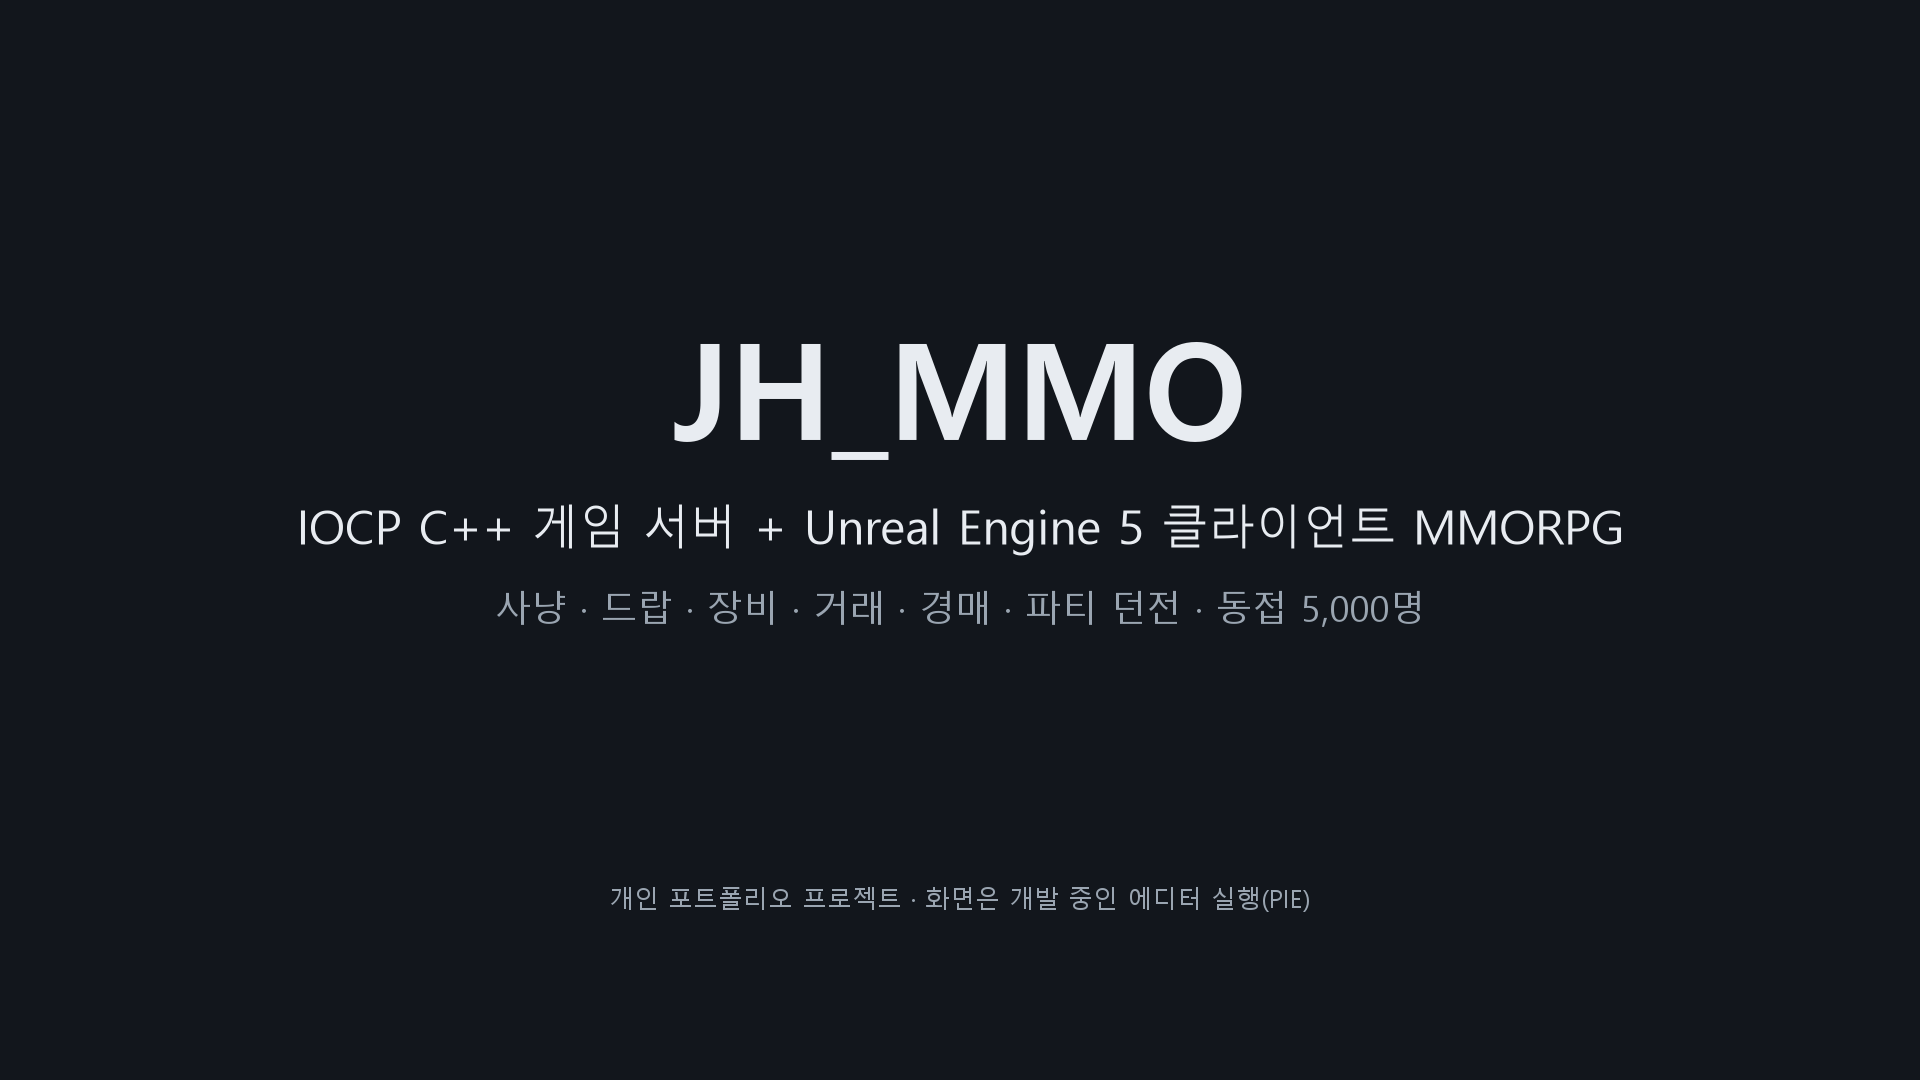 JH_MMO
IOCP C++ 게임 서버 + Unreal Engine 5 클라이언트 MMORPG
사냥 · 드랍 · 장비 · 거래 · 경매 · 파티 던전 · 동접 5,000명
개인 포트폴리오 프로젝트 · 화면은 개발 중인 에디터 실행(PIE)